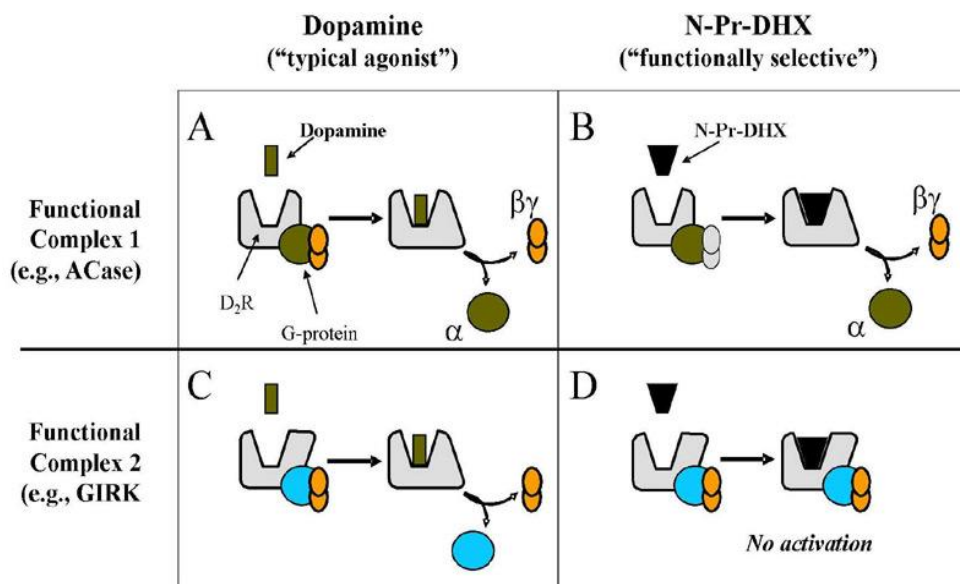 Dopamine
(“typical agonist”)
N-Pr-DHX
(“functionally selective”)
Functional
Complex 1
(e.g., ACase)
A
Dopamine
D₂R
G-protein
βγ
α
B
N-Pr-DHX
βγ
α
Functional
Complex 2
(e.g., GIRK
C
D
No activation